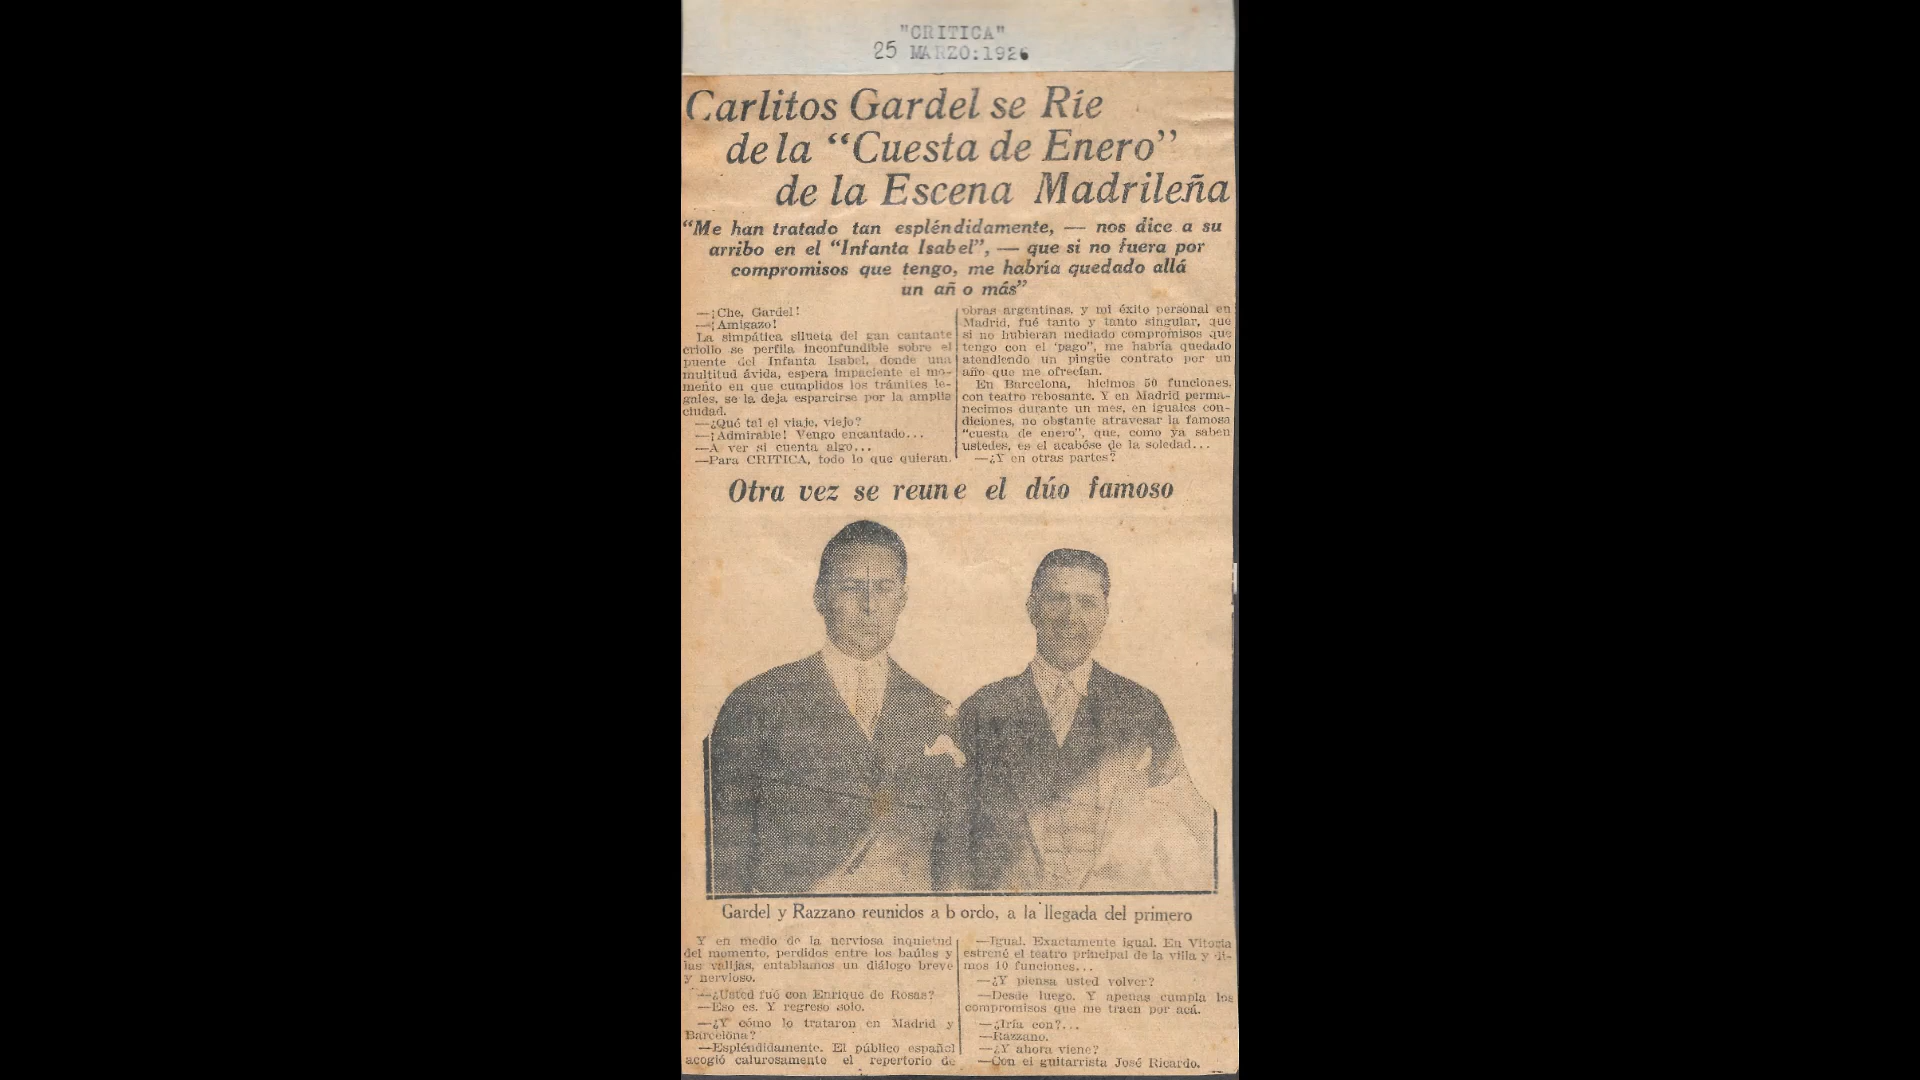 "CRITICA"
25 MARZO:1926
Carlitos Gardel se Ríe
de la "Cuesta de Enero"
de la Escena Madrileña
"Me han tratado tan espléndidamente, — nos dice a su
arribo en el "Infanta Isabel", — que si no fuera por
compromisos que tengo, me habría quedado allá
un añ o más"
—¡Che, Gardel!
—¡Amigazo!
La simpática silueta del gan cantante
criollo se perfila inconfundible sobre el
puente del Infanta Isabel, donde una
multitud ávida, espera impaciente el mo-
mento en que cumplidos los trámites le-
gales, se la deja esparcirse por la amplia
ciudad.
—¿Qué tal el viaje, viejo?
—¡Admirable! Vengo encantado...
—A ver si cuenta algo...
—Para CRITICA, todo lo que quieran.
Otra vez se reune el dúo famoso
Gardel y Razzano reunidos a b ordo, a la llegada del primero
Y en medio de la nerviosa inquietud
del momento, perdidos entre los baúles y
las valijas, entablamos un diálogo breve
y nervioso.
—¿Usted fué con Enrique de Rosas?
—Eso es. Y regreso solo.
—¿Y cómo lo trataron en Madrid y
Barcelona?
—Espléndidamente. El público español
acogió calurosamente el repertorio de
obras argentinas, y mi éxito personal en
Madrid, fué tanto y tanto singular, que
si no hubieran mediado compromisos que
tengo con el 'pago", me habría quedado
atendiendo un pingüe contrato por un
año que me ofrecían.
En Barcelona, hicimos 50 funciones,
con teatro rebosante. Y en Madrid perma-
necimos durante un mes, en iguales con-
diciones, no obstante atravesar la famosa
"cuesta de enero", que, como ya saben
ustedes, es el acabóse de la soledad...
—¿Y en otras partes?
—Igual. Exactamente igual. En Vitoria
estrené el teatro principal de la villa y di-
mos 10 funciones...
—¿Y piensa usted volver?
—Desde luego. Y apenas cumpla los
compromisos que me traen por acá.
—¿Iría con?...
—Razzano.
—¿Y ahora viene?
—Con el guitarrista José Ricardo.